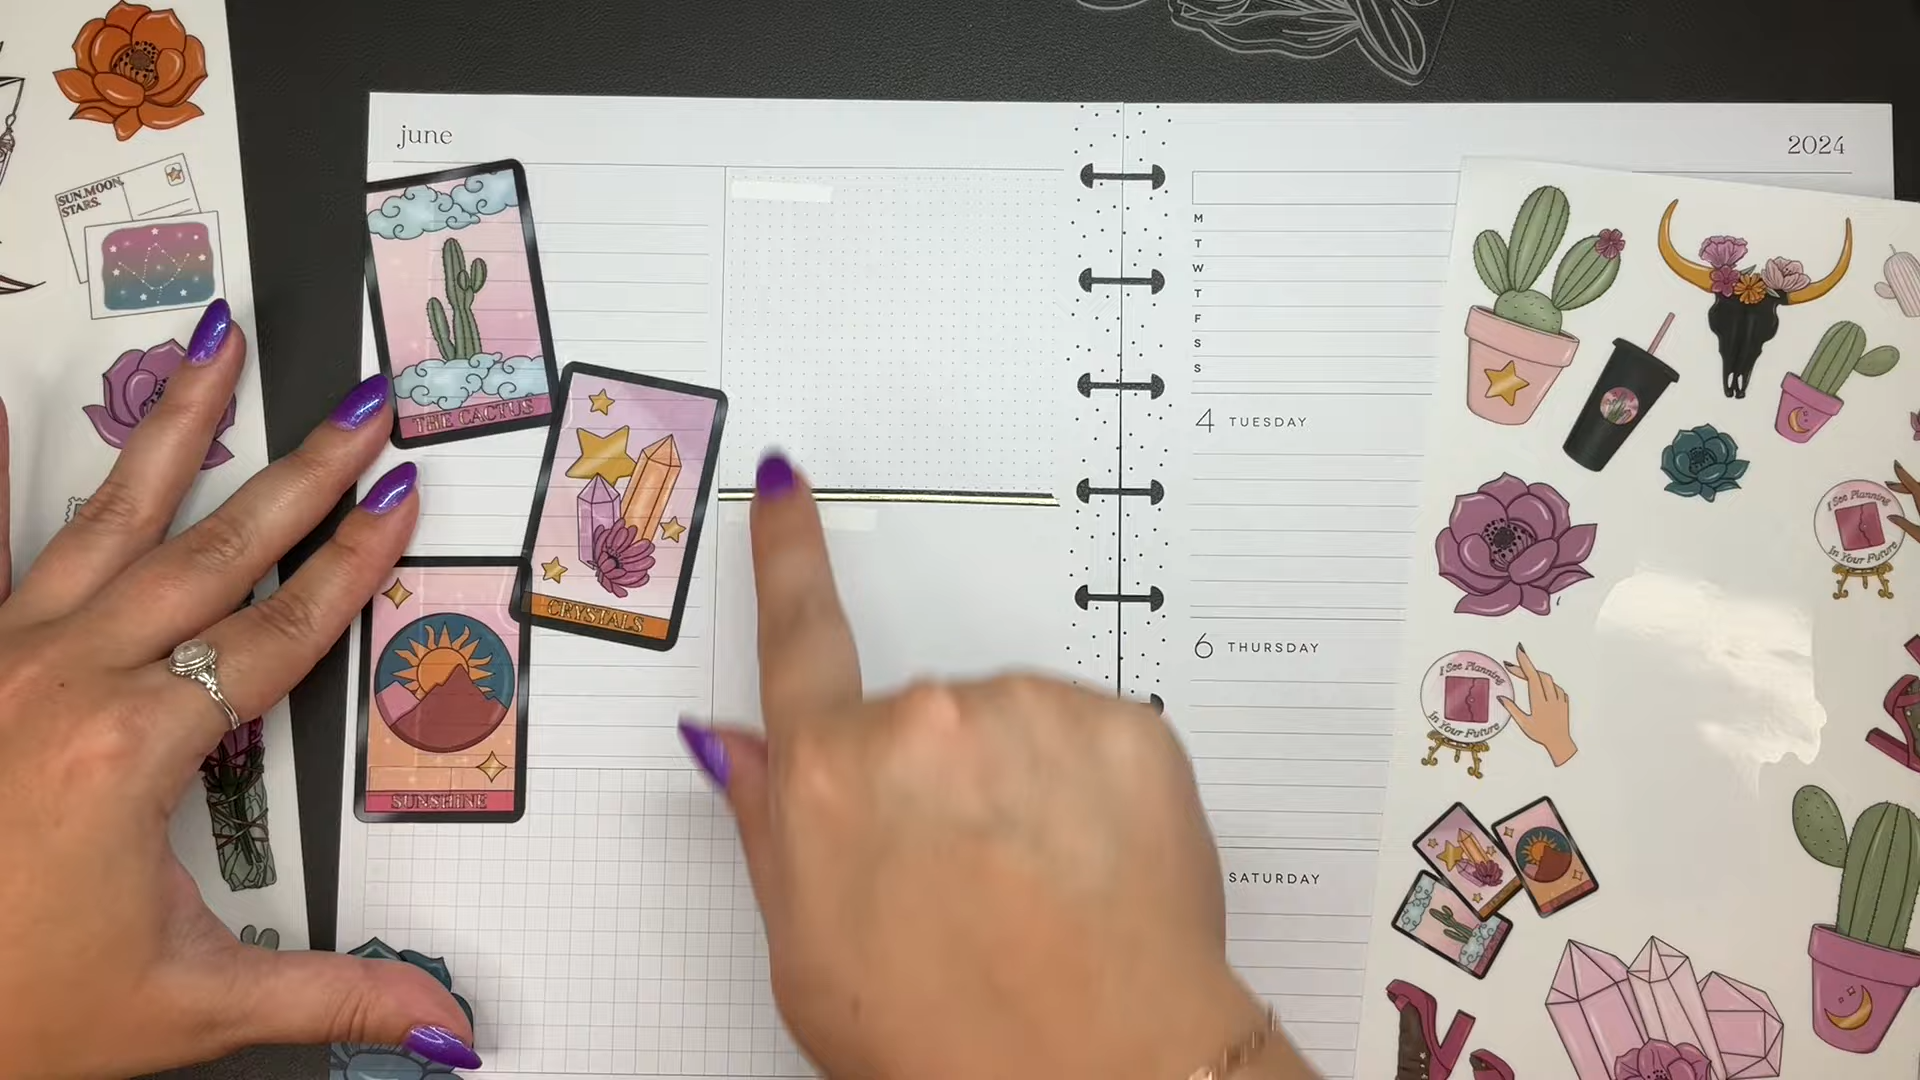 june
2024
SUN.MOON.
STARS.
THE CACTUS
CRYSTALS
SUNSHINE
M
T
W
T
F
S
S
4 TUESDAY
6 THURSDAY
SATURDAY
I See Planning
In Your Future
I See Planning
In Your Future